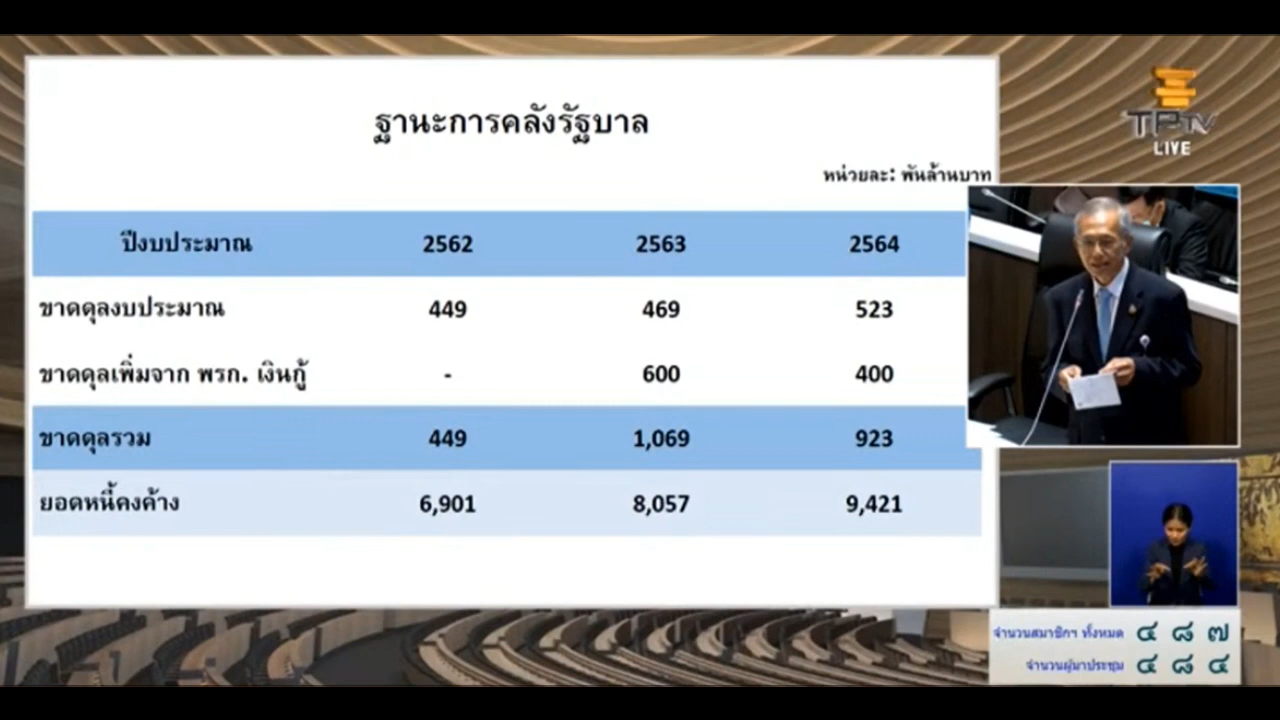 ฐานะการคลังรัฐบาล
หน่วยละ: พันล้านบาท
ปีงบประมาณ 2562 2563 2564
ขาดดุลงบประมาณ 449 469 523
ขาดดุลเพิ่มจาก พรก. เงินกู้ - 600 400
ขาดดุลรวม 449 1,069 923
ยอดหนี้คงค้าง 6,901 8,057 9,421
TPTV
LIVE
จำนวนสมาชิกฯ ทั้งหมด ๔ ๘ ๗
จำนวนผู้มาประชุม ๔ ๘ ๔